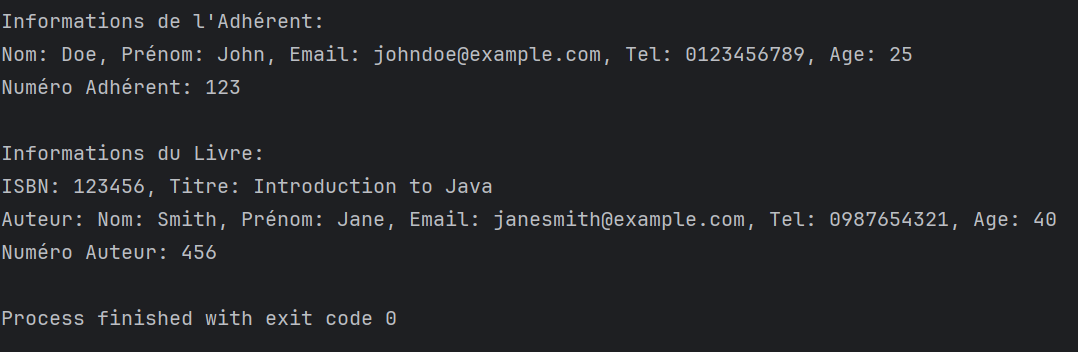 Informations de l'Adhérent:
Nom: Doe, Prénom: John, Email: johndoe@example.com, Tel: 0123456789, Age: 25
Numéro Adhérent: 123
Informations du Livre:
ISBN: 123456, Titre: Introduction to Java
Auteur: Nom: Smith, Prénom: Jane, Email: janesmith@example.com, Tel: 0987654321, Age: 40
Numéro Auteur: 456
Process finished with exit code 0